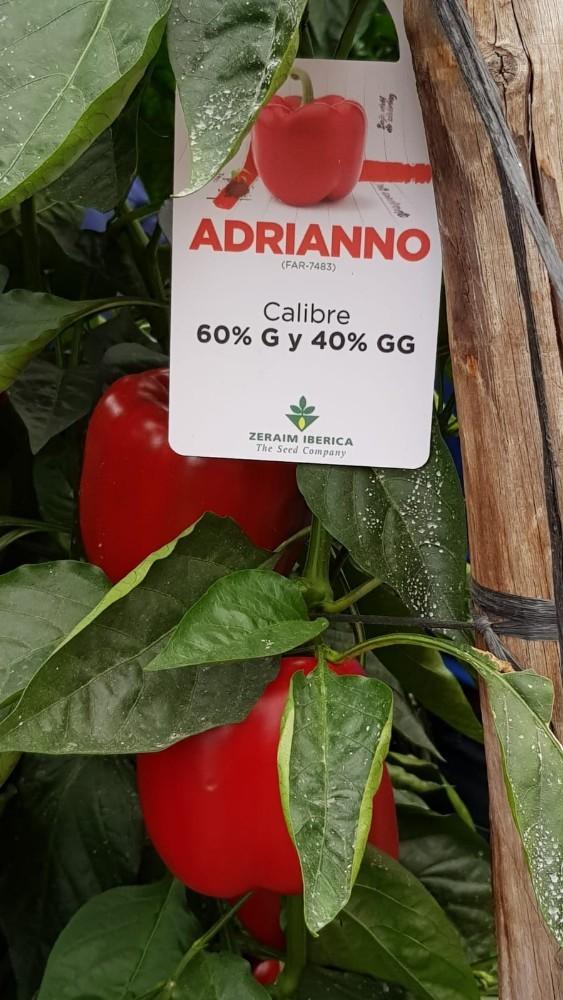 ADRIANNO
(FAR-7483)
Calibre
60% G y 40% GG
ZERAIM IBERICA
The Seed Company